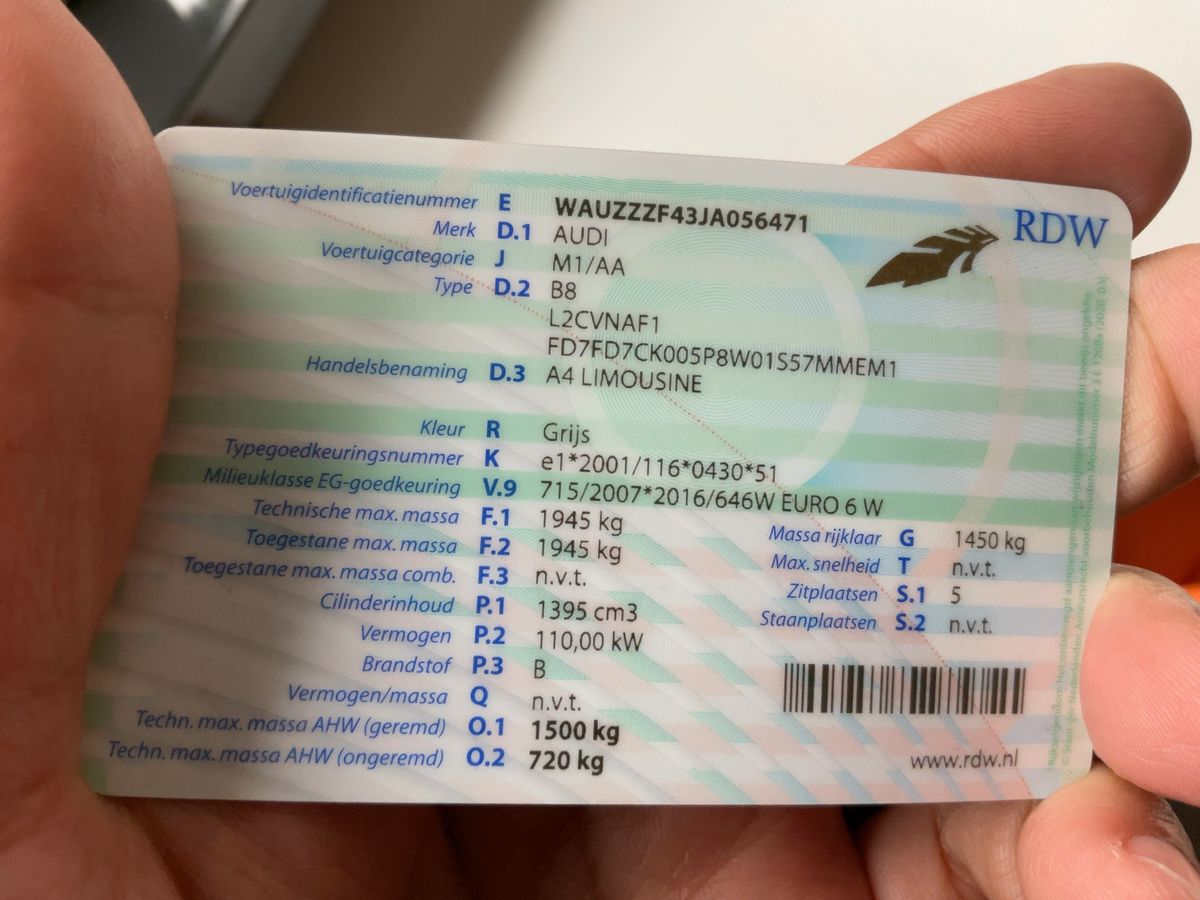 Voertuigidentificatienummer E WAUZZZF43JA056471
Merk D.1 AUDI
Voertuigcategorie J M1/AA
Type D.2 B8
L2CVNAF1
FD7FD7CK005P8W01S57MMEM1
Handelsbenaming D.3 A4 LIMOUSINE
RDW
Kleur R Grijs
Typegoedkeuringsnummer K e1*2001/116*0430*51
Milieuklasse EG-goedkeuring V.9 715/2007*2016/646W EURO 6 W
Technische max. massa F.1 1945 kg
Toegestane max. massa F.2 1945 kg
Toegestane max. massa comb. F.3 n.v.t.
Cilinderinhoud P.1 1395 cm3
Vermogen P.2 110,00 kW
Brandstof P.3 B
Vermogen/massa Q n.v.t.
Techn. max. massa AHW (geremd) O.1 1500 kg
Techn. max. massa AHW (ongeremd) O.2 720 kg
Massa rijklaar G 1450 kg
Max. snelheid T n.v.t.
Zitplaatsen S.1 5
Staanplaatsen S.2 n.v.t.
www.rdw.nl